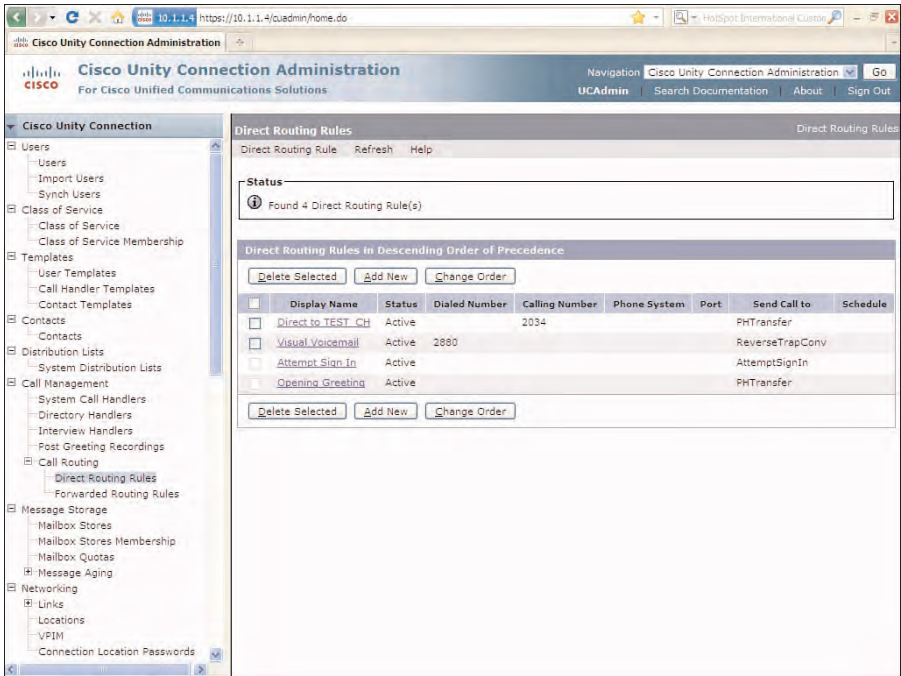 10.1.1.4 https://10.1.1.4/cuadmin/home.do
HotSpot International Custom
Cisco Unity Connection Administration
CISCO
Cisco Unity Connection Administration
For Cisco Unified Communications Solutions
Navigation Cisco Unity Connection Administration Go
UCAdmin | Search Documentation | About | Sign Out
Cisco Unity Connection
Users
Users
Import Users
Synch Users
Class of Service
Class of Service
Class of Service Membership
Templates
User Templates
Call Handler Templates
Contact Templates
Contacts
Contacts
Distribution Lists
System Distribution Lists
Call Management
System Call Handlers
Directory Handlers
Interview Handlers
Post Greeting Recordings
Call Routing
Direct Routing Rules
Forwarded Routing Rules
Message Storage
Mailbox Stores
Mailbox Stores Membership
Mailbox Quotas
Message Aging
Networking
Links
Locations
VPIM
Connection Location Passwords
Direct Routing Rules
Direct Routing Rules
Direct Routing Rule Refresh Help
Status
Found 4 Direct Routing Rule(s)
Direct Routing Rules in Descending Order of Precedence
Delete Selected Add New Change Order
Display Name Status Dialed Number Calling Number Phone System Port Send Call to Schedule
Direct to TEST_CH Active 2034 PHTransfer
Visual Voicemail Active 2880 ReverseTrapConv
Attempt Sign In Active AttemptSignIn
Opening Greeting Active PHTransfer
Delete Selected Add New Change Order